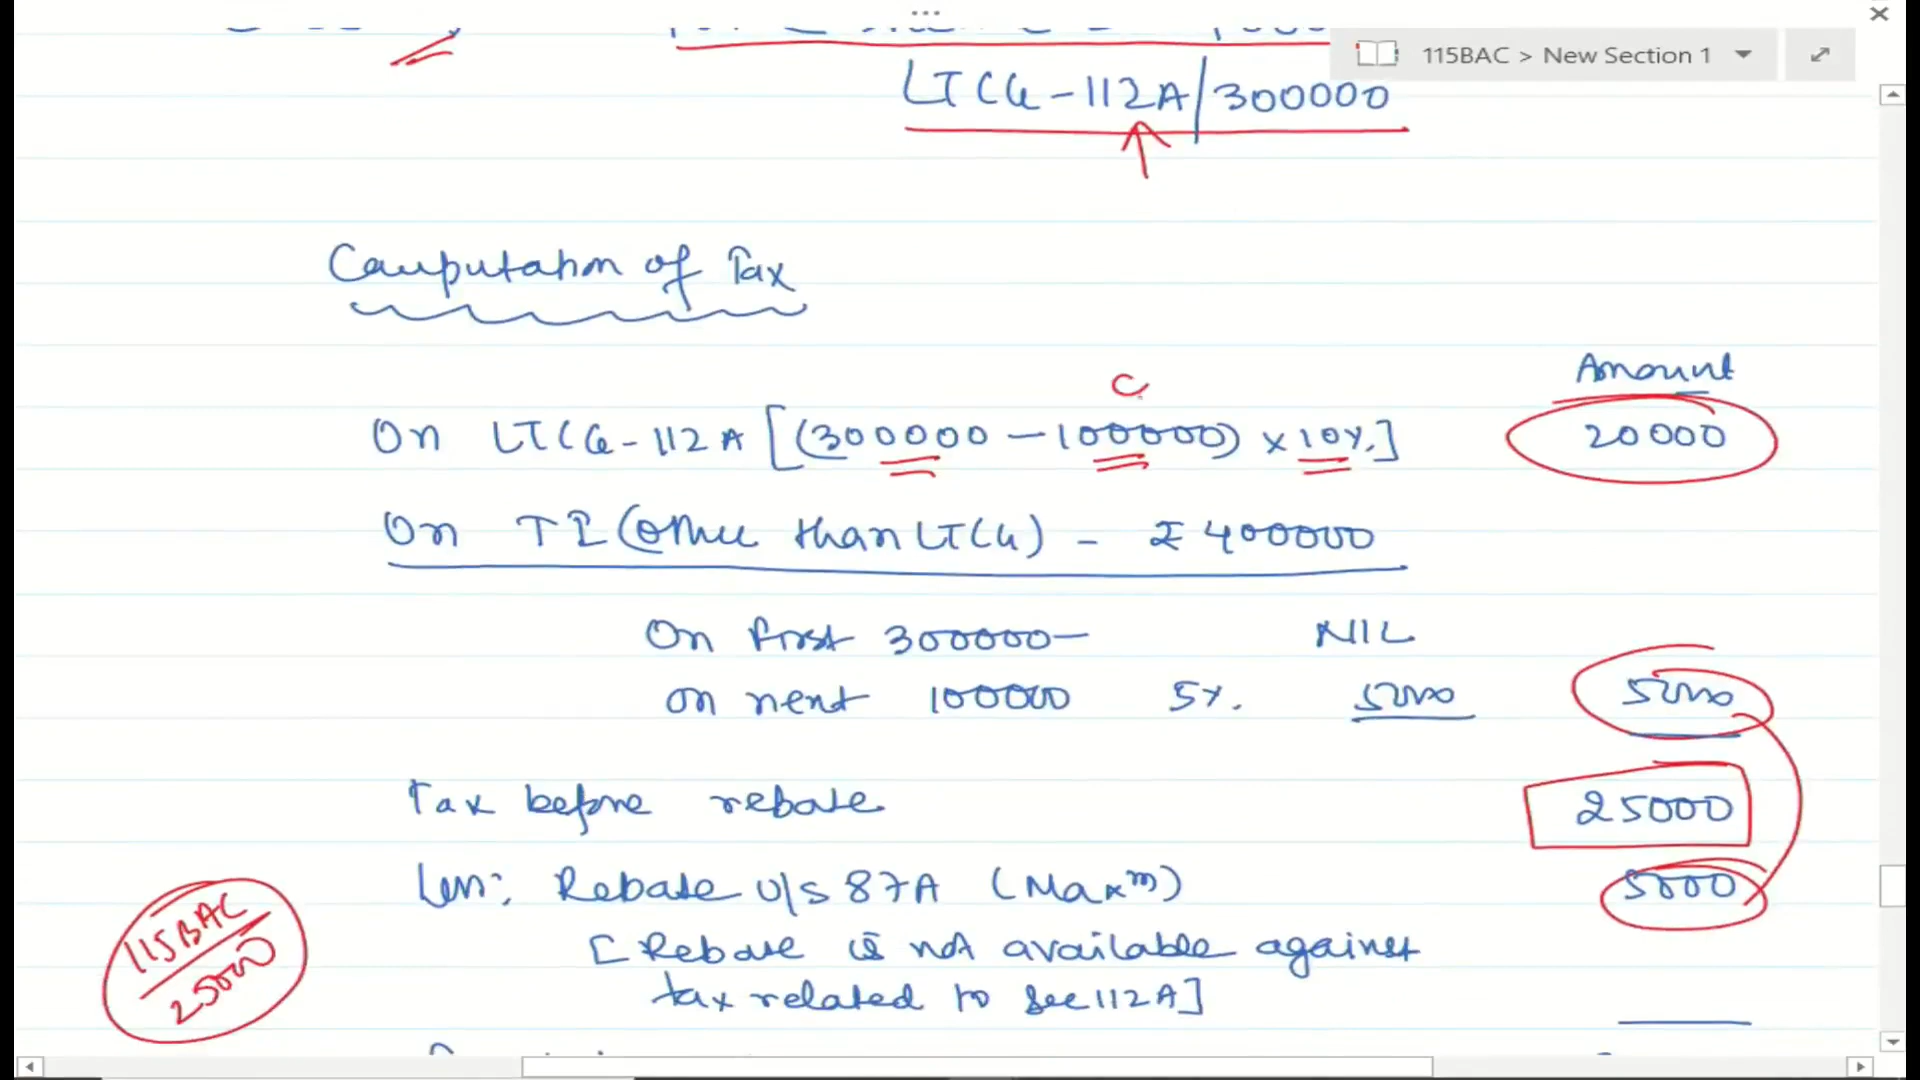 115BAC > New Section 1
LTCG-112A/300000
Computation of Tax
Amount
On LTCG-112A [(300000 - 100000) x 10%.] 20000
On TI (other than LTCG) - ₹ 400000
On first 300000- NIL
on next 100000 5%. 5000 5000
Tax before rebate 25000
Less: Rebate U/s 87A (Maxm) 5000
[Rebate is not available against
tax related to Sec 112A]
115BAC
25000